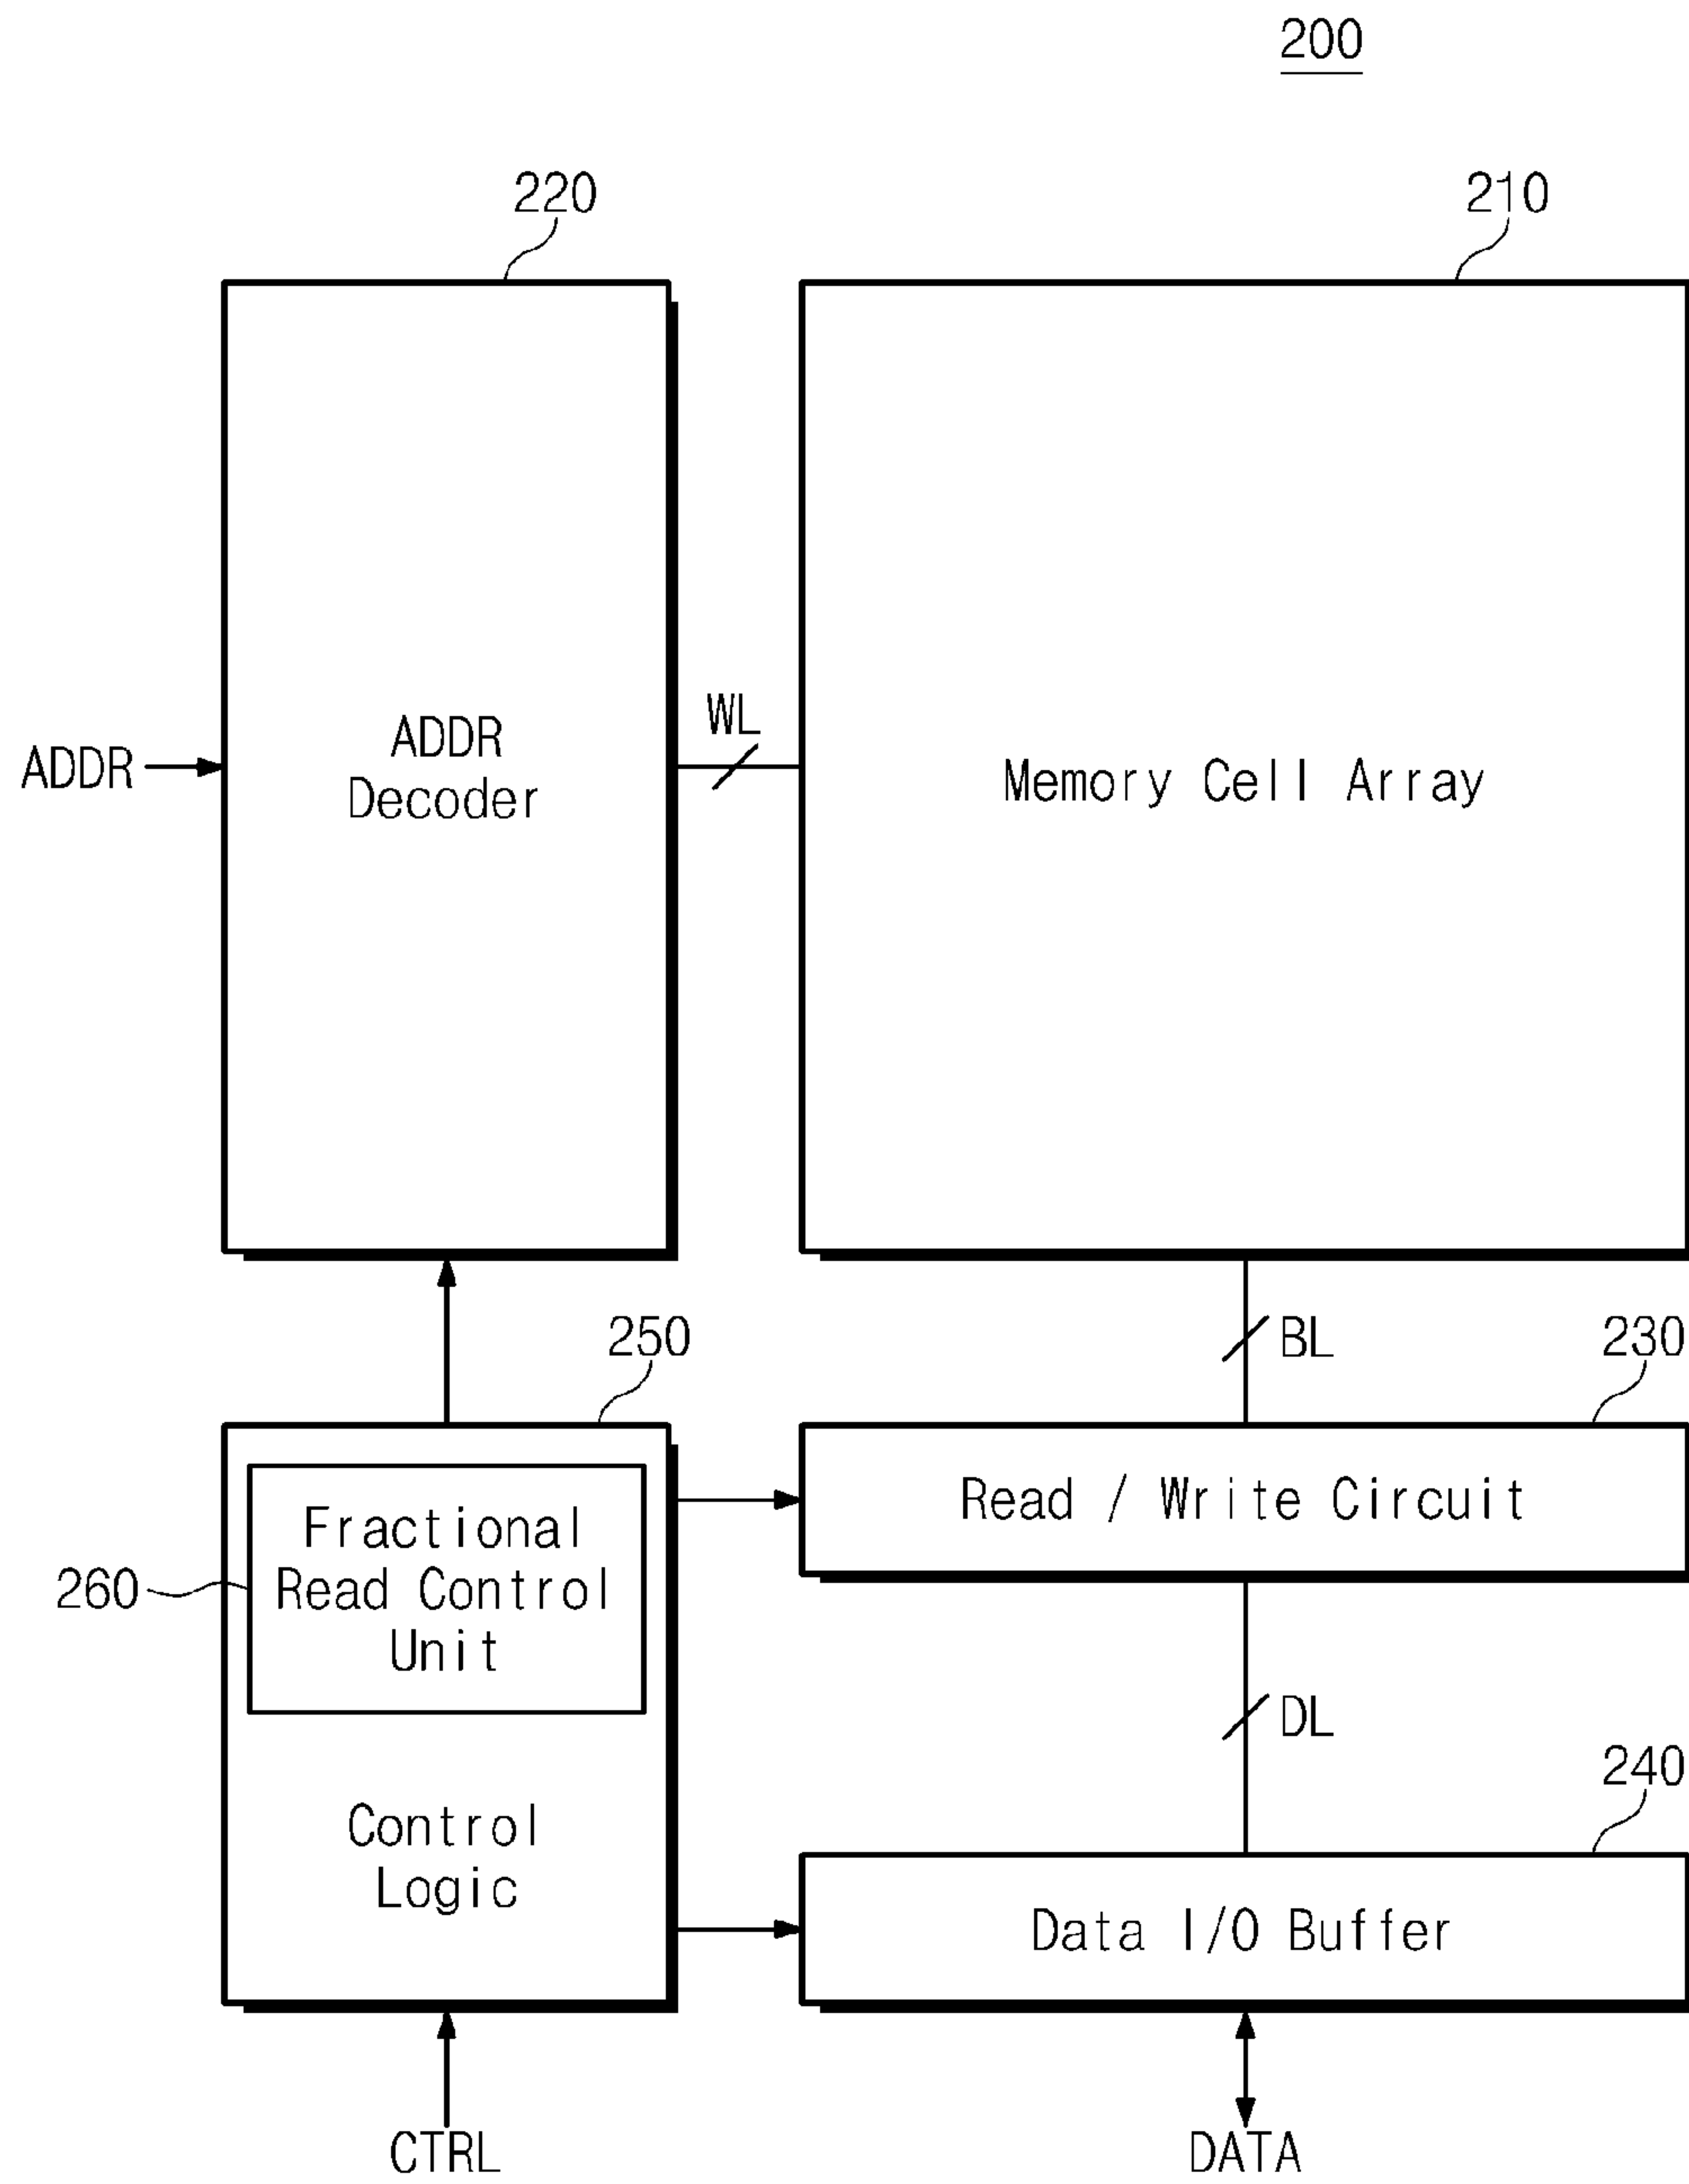 200
220
210
WL
ADDR
ADDR
Decoder
Memory Cell Array
250
BL
230
Fractional
Read Control
Unit
260
Read / Write Circuit
DL
240
Control
Logic
Data I/O Buffer
CTRL
DATA